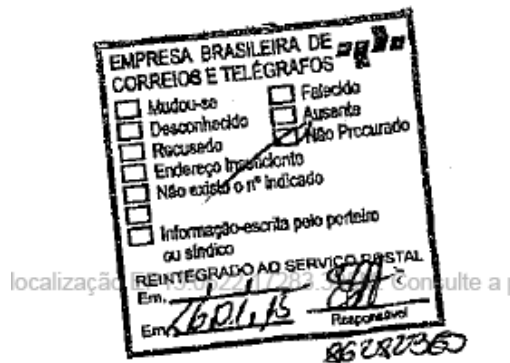 EMPRESA BRASILEIRA DE
CORREIOS E TELÉGRAFOS
Mudou-se
Falecido
Desconhecido
Ausente
Recusado
Não Procurado
Endereço Insuficiente
Não existe o nº indicado
Informação escrita pelo porteiro
ou síndico
REINTEGRADO AO SERVIÇO POSTAL
localização
Consulte a p
Em
Em 26.01.15
Responsável